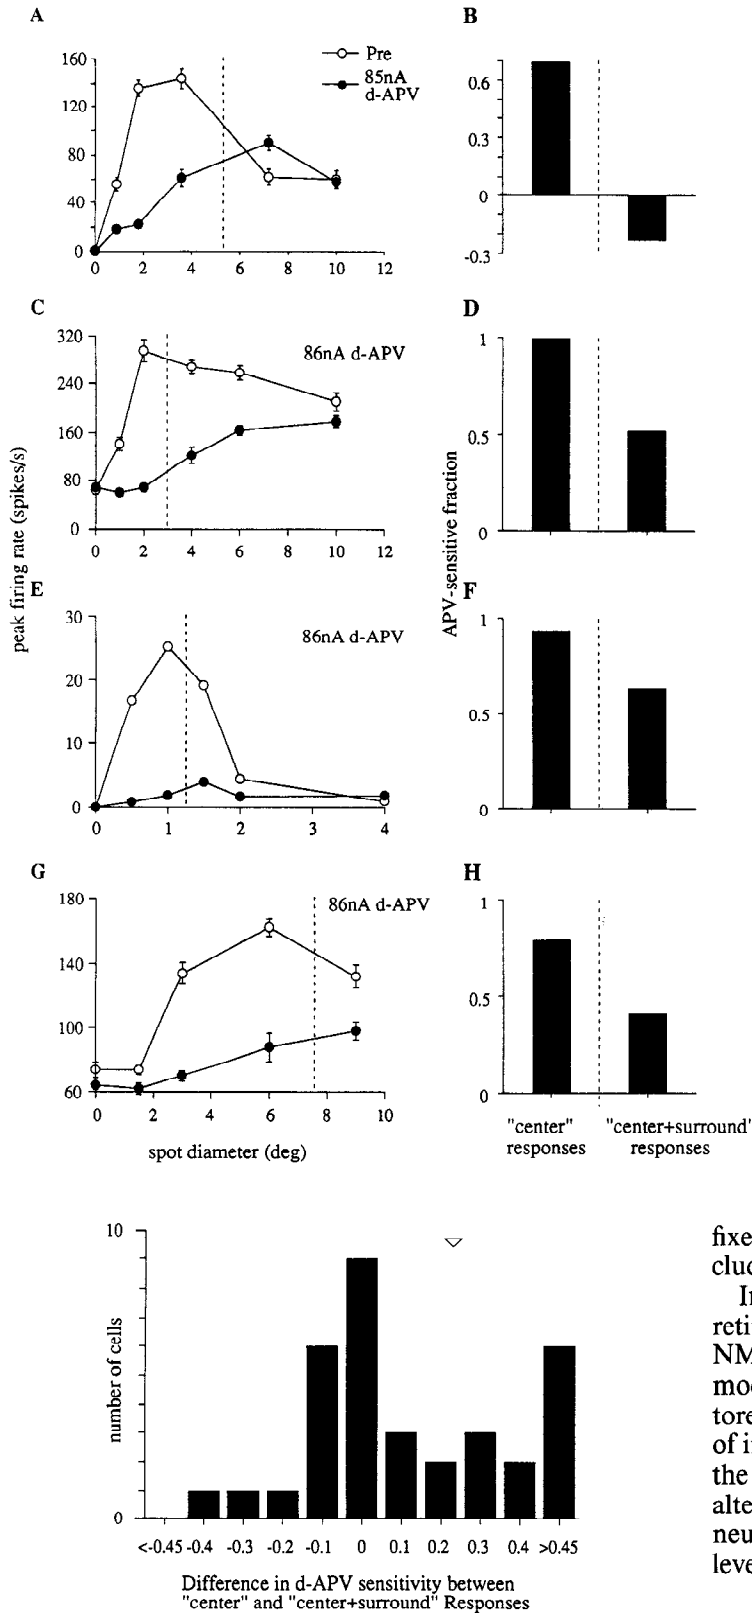 A
160
120
80
40
0
0 2 4 6 8 10 12
Pre
85nA
d-APV
B
0.6
0.3
0
-0.3
C
320
240
160
80
0
0 2 4 6 8 10 12
86nA d-APV
D
1
0.5
0
peak firing rate (spikes/s)
APV-sensitive fraction
E
30
20
10
0
0 1 2 3 4
86nA d-APV
F
1
0.5
0
G
180
140
100
60
0 2 4 6 8 10
86nA d-APV
spot diameter (deg)
H
1
0.5
0
"center" "center+surround"
responses responses
10
0
number of cells
<-0.45 -0.4 -0.3 -0.2 -0.1 0 0.1 0.2 0.3 0.4 >0.45
Difference in d-APV sensitivity between
"center" and "center+surround" Responses
fixe
cluc
In
reti
NM
moc
tore
of i
the
alte
neu
leve